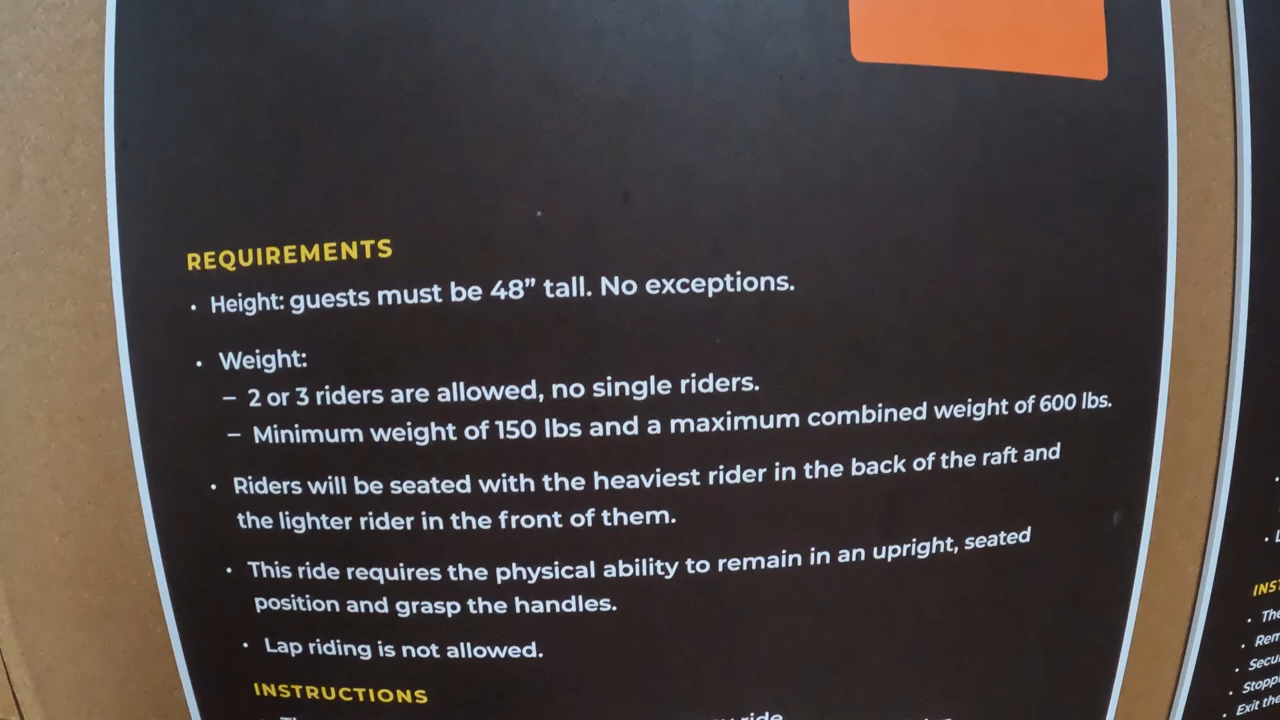 REQUIREMENTS
• Height: guests must be 48” tall. No exceptions.
• Weight:
– 2 or 3 riders are allowed, no single riders.
– Minimum weight of 150 lbs and a maximum combined weight of 600 lbs.
• Riders will be seated with the heaviest rider in the back of the raft and
the lighter rider in the front of them.
• This ride requires the physical ability to remain in an upright, seated
position and grasp the handles.
• Lap riding is not allowed.
INSTRUCTIONS
ride
• The
• Exit the